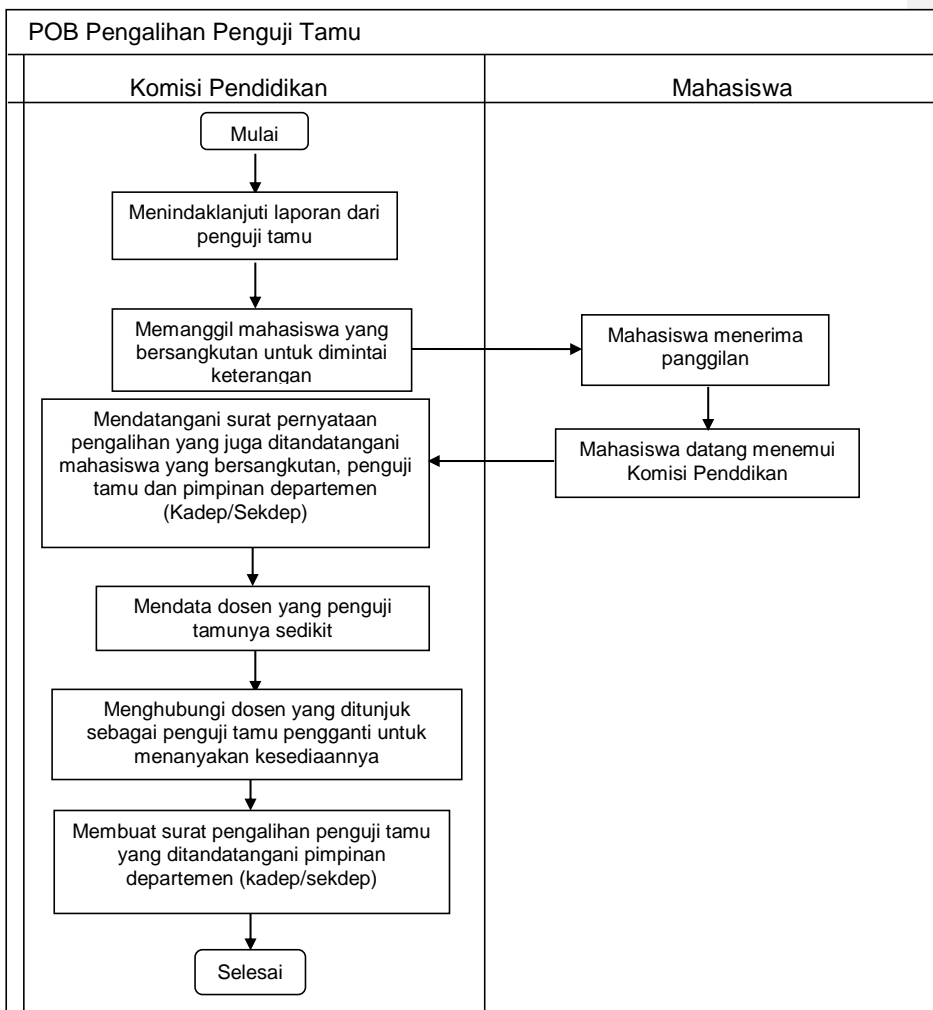 POB Pengalihan Penguji Tamu
Komisi Pendidikan
Mahasiswa
Mulai
Menindaklanjuti laporan dari
penguji tamu
Memanggil mahasiswa yang
bersangkutan untuk dimintai
keterangan
Mahasiswa menerima
panggilan
Mahasiswa datang menemui
Komisi Penddikan
Mendatangani surat pernyataan
pengalihan yang juga ditandatangani
mahasiswa yang bersangkutan, penguji
tamu dan pimpinan departemen
(Kadep/Sekdep)
Mendata dosen yang penguji
tamunya sedikit
Menghubungi dosen yang ditunjuk
sebagai penguji tamu pengganti untuk
menanyakan kesediaannya
Membuat surat pengalihan penguji tamu
yang ditandatangani pimpinan
departemen (kadep/sekdep)
Selesai